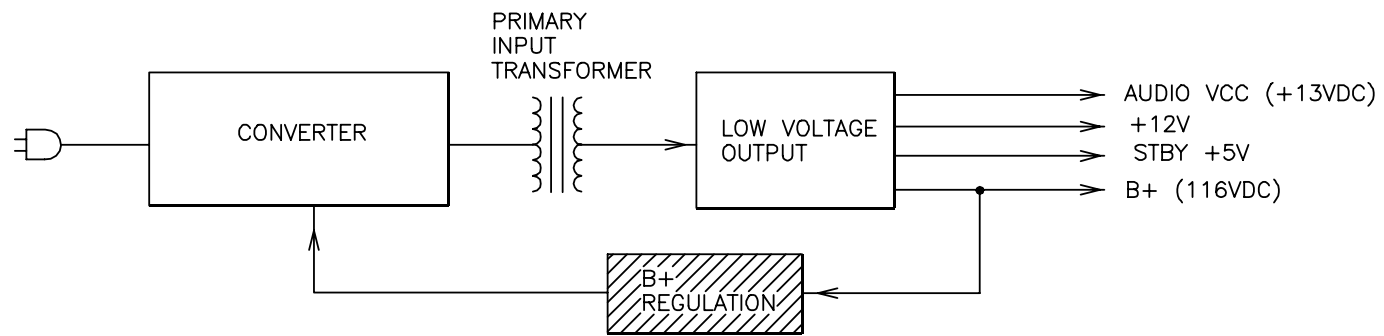 PRIMARY
INPUT
TRANSFORMER
CONVERTER
LOW VOLTAGE
OUTPUT
AUDIO VCC (+13VDC)
+12V
STBY +5V
B+ (116VDC)
B+
REGULATION